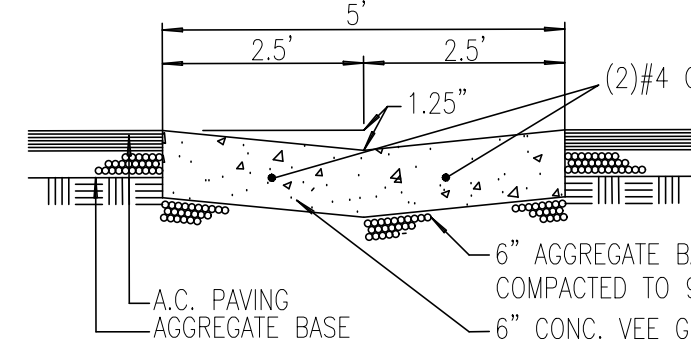 5'
2.5' 2.5'
1.25"
(2)#4
6" AGGREGATE
COMPACTED TO
A.C. PAVING
AGGREGATE BASE
6" CONC. VEE